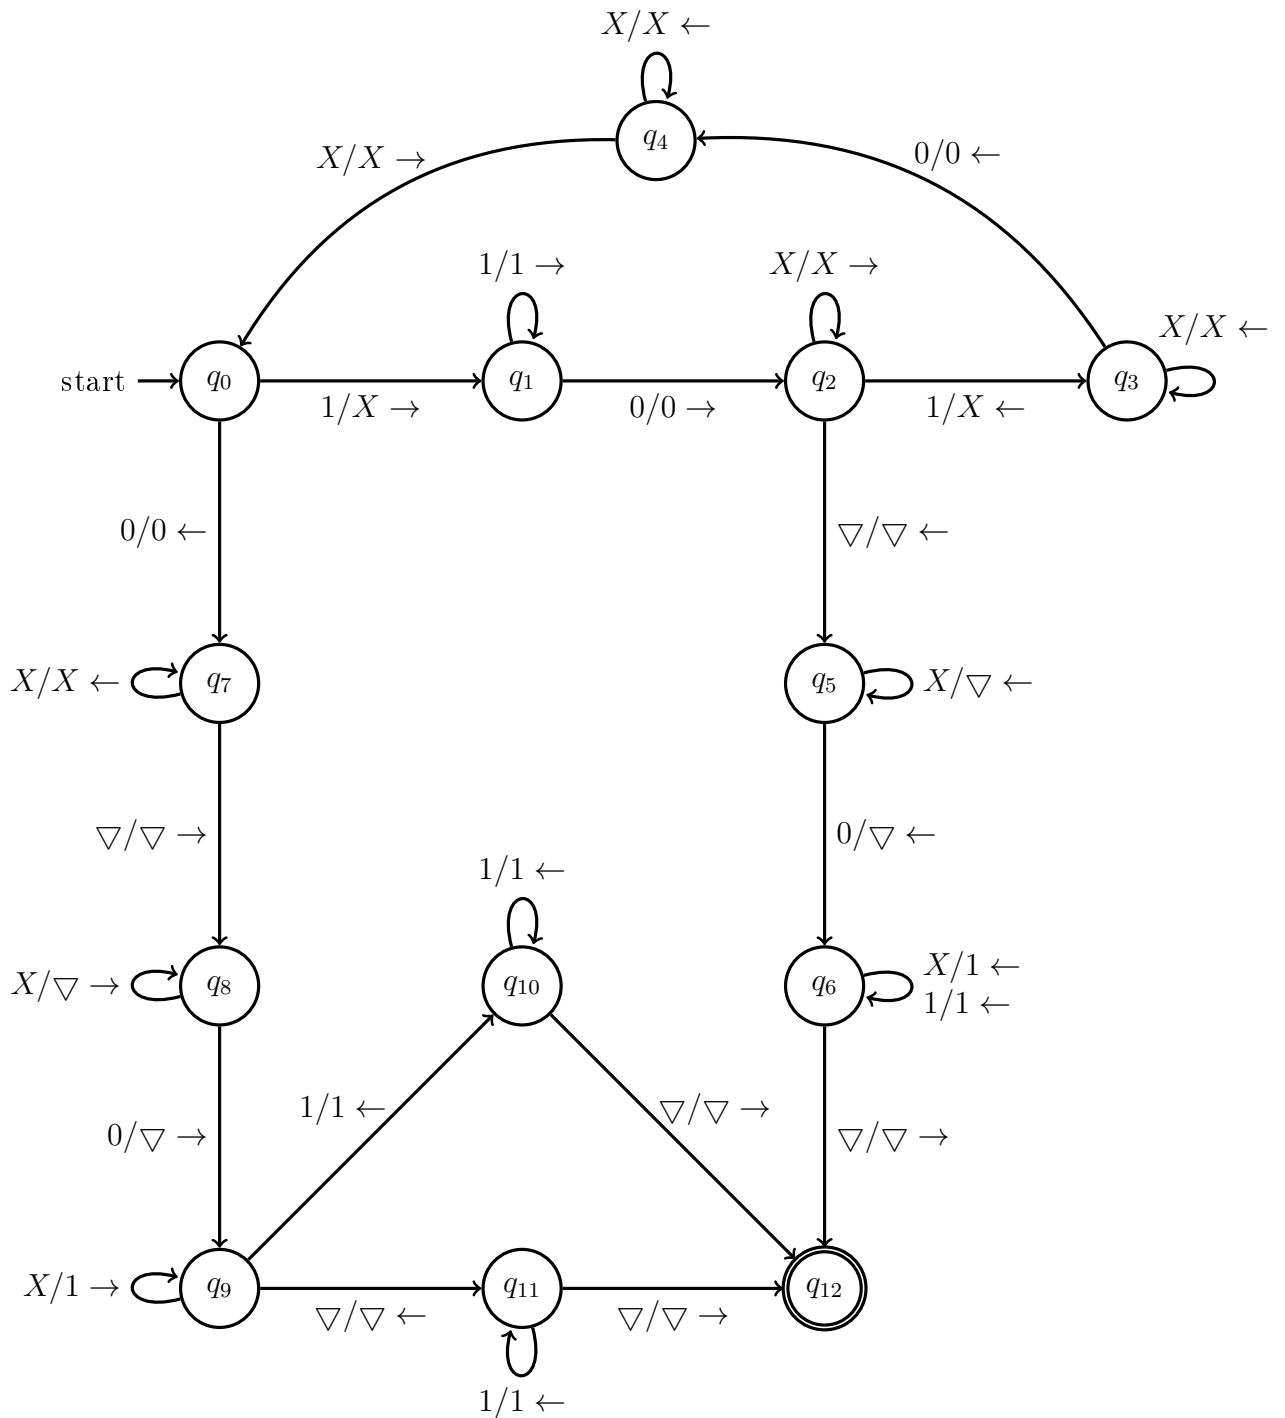 X/X ←
q₄
X/X →
0/0 ←
1/1 →
X/X →
X/X ←
start
q₀
q₁
q₂
q₃
1/X →
0/0 →
1/X ←
0/0 ←
▽/▽ ←
X/X ←
q₇
q₅
X/▽ ←
▽/▽ →
0/▽ ←
1/1 ←
X/▽ →
q₈
q₁₀
q₆
X/1 ←
1/1 ←
1/1 ←
▽/▽ →
0/▽ →
▽/▽ →
X/1 →
q₉
q₁₁
q₁₂
▽/▽ ←
▽/▽ →
1/1 ←